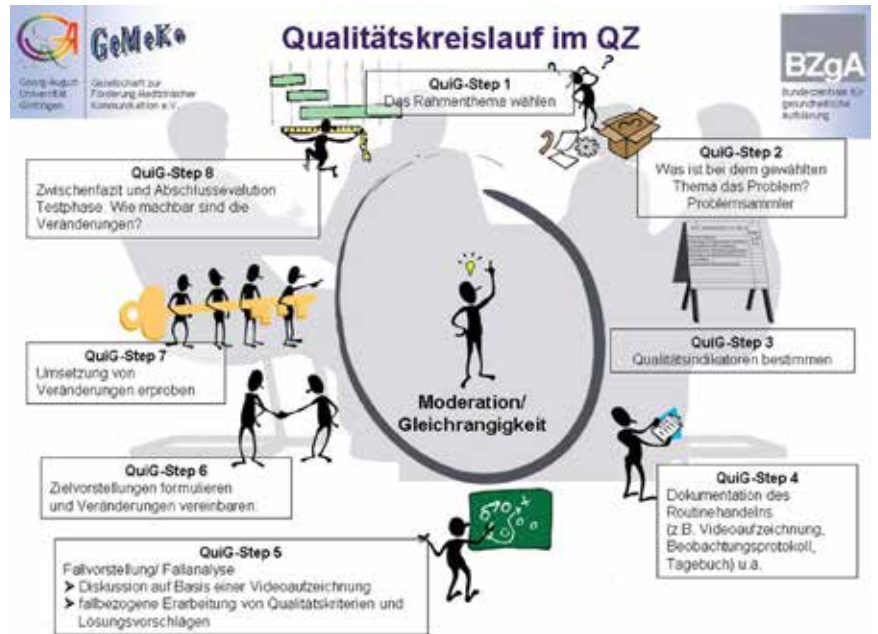 Qualitätskreislauf im QZ
GeMeKo
Georg-August-
Universität
Göttingen
Gesellschaft zur
Förderung Medizinischer
Kommunikation e.V.
BZgA
Bundeszentrale für
gesundheitliche
Aufklärung
QuiG-Step 1
Das Rahmenthema wählen
QuiG-Step 2
Was ist bei dem gewählten
Thema das Problem?
Problemsammler
QuiG-Step 3
Qualitätsindikatoren bestimmen
QuiG-Step 4
Dokumentation des
Routinehandelns
(z.B. Videoaufzeichnung,
Beobachtungsprotokoll,
Tagebuch) u.a.
QuiG-Step 5
Fallvorstellung/ Fallanalyse
➤ Diskussion auf Basis einer Videoaufzeichnung
➤ fallbezogene Erarbeitung von Qualitätskriterien und
Lösungsvorschlägen
QuiG-Step 6
Zielvorstellungen formulieren
und Veränderungen vereinbaren.
QuiG-Step 7
Umsetzung von
Veränderungen erproben
QuiG-Step 8
Zwischenfazit und Abschlussevalution
Testphase. Wie machbar sind die
Veränderungen?
Moderation/
Gleichrangigkeit